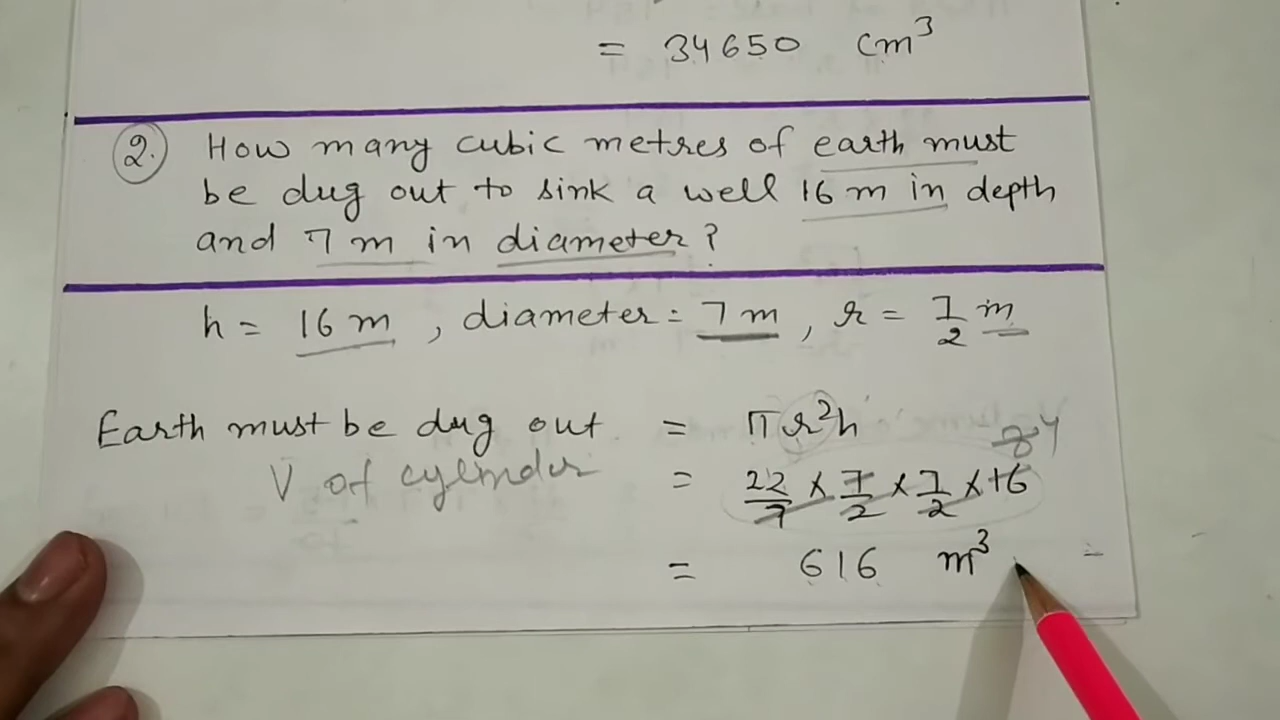 = 34650 cm³
2. How many cubic metres of earth must
be dug out to sink a well 16 m in depth
and 7 m in diameter?
h = 16 m, diameter = 7 m, r = 7/2 m
Earth must be dug out = πr²h
84
V of cylinder = 22/7 × 7/2 × 7/2 × 16
= 616 m³ =